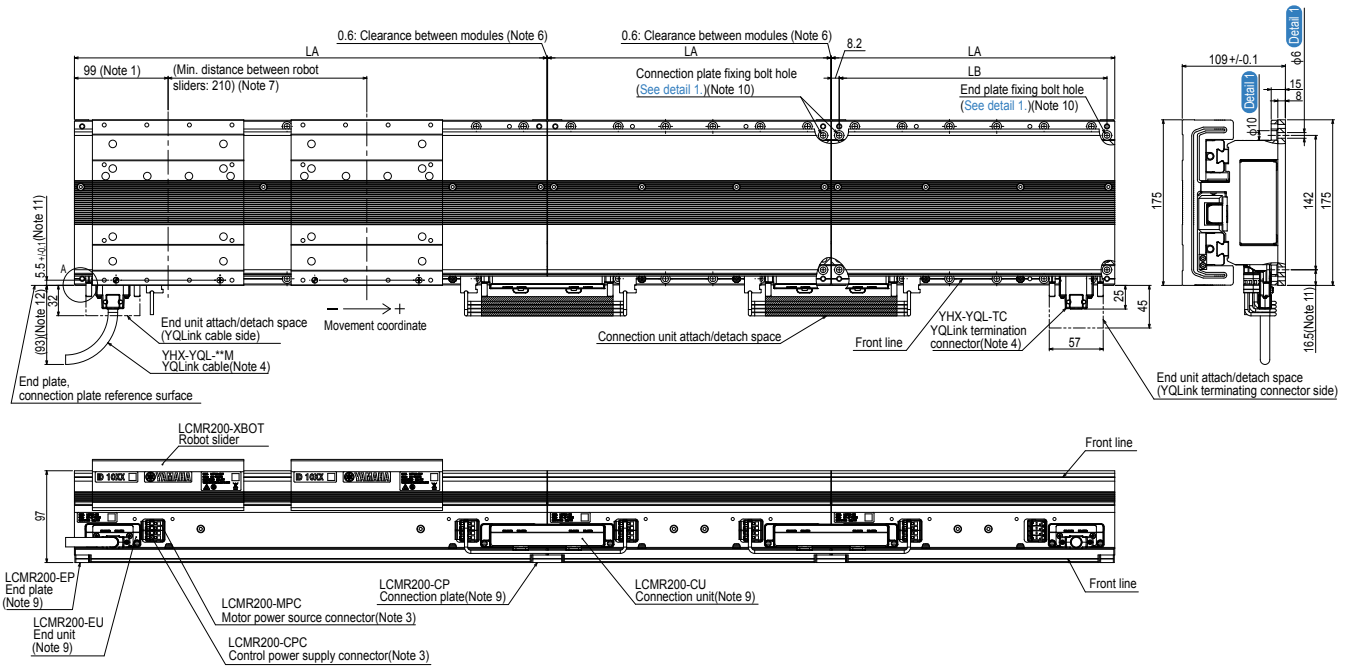 0.6: Clearance between modules (Note 6)
0.6: Clearance between modules (Note 6)
8.2
LA
LA
LA
99 (Note 1)
(Min. distance between robot
sliders: 210) (Note 7)
Connection plate fixing bolt hole
(See detail 1.)(Note 10)
LB
End plate fixing bolt hole
(See detail 1.)(Note 10)
109 +/-0.1
φ6 Detail 1
φ10 Detail 1
15
8
175
142
175
16.5(Note 11)
5.5 +/-0.1(Note 11)
A
32
(93)(Note 12)
− +
Movement coordinate
End unit attach/detach space
(YQLink cable side)
YHX-YQL-**M
YQLink cable(Note 4)
End plate,
connection plate reference surface
Connection unit attach/detach space
Front line
YHX-YQL-TC
YQLink termination
connector(Note 4)
25
45
57
End unit attach/detach space
(YQLink terminating connector side)
LCMR200-XBOT
Robot slider
Front line
ID 10XX YAMAHA
ID 10XX YAMAHA
97
LCMR200-EP
End plate
(Note 9)
LCMR200-EU
End unit
(Note 9)
LCMR200-MPC
Motor power source connector(Note 3)
LCMR200-CPC
Control power supply connector(Note 3)
LCMR200-CP
Connection plate(Note 9)
LCMR200-CU
Connection unit(Note 9)
Front line